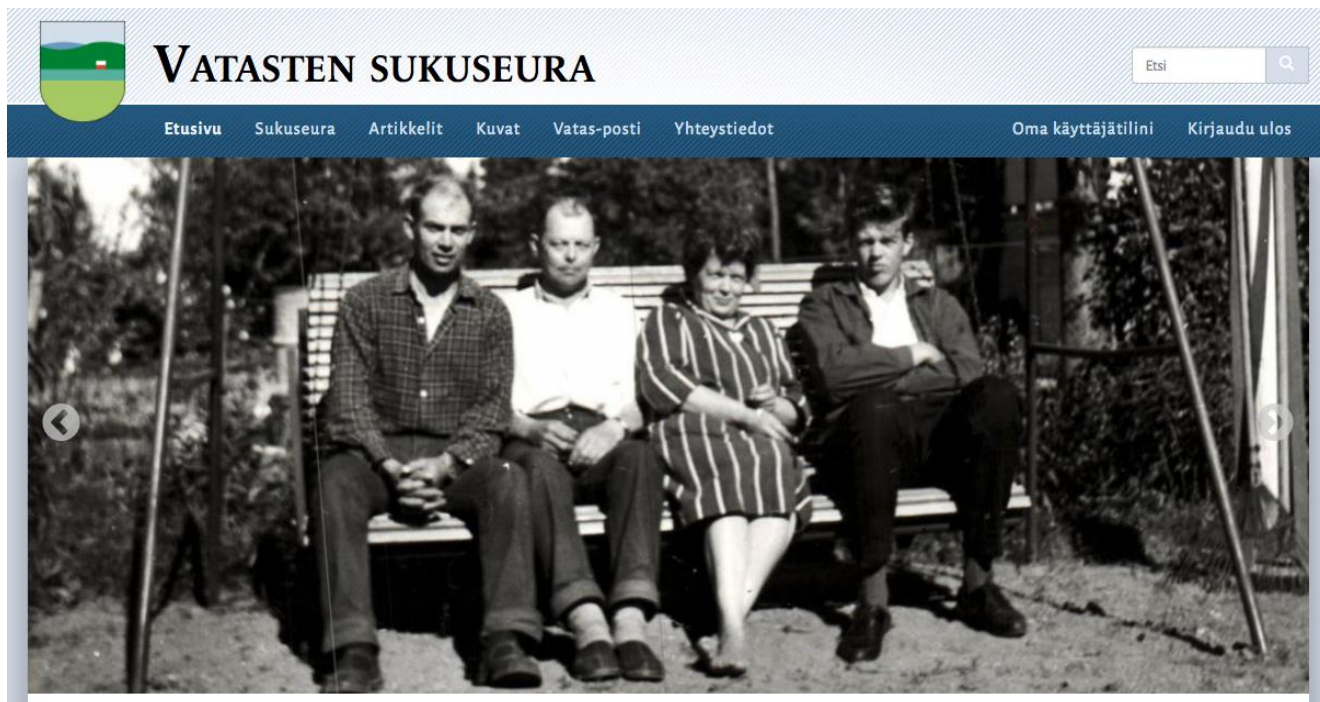 VATASTEN SUKUSEURA
Etsi
Etusivu Sukuseura Artikkelit Kuvat Vatas-posti Yhteystiedot Oma käyttäjätilini Kirjaudu ulos